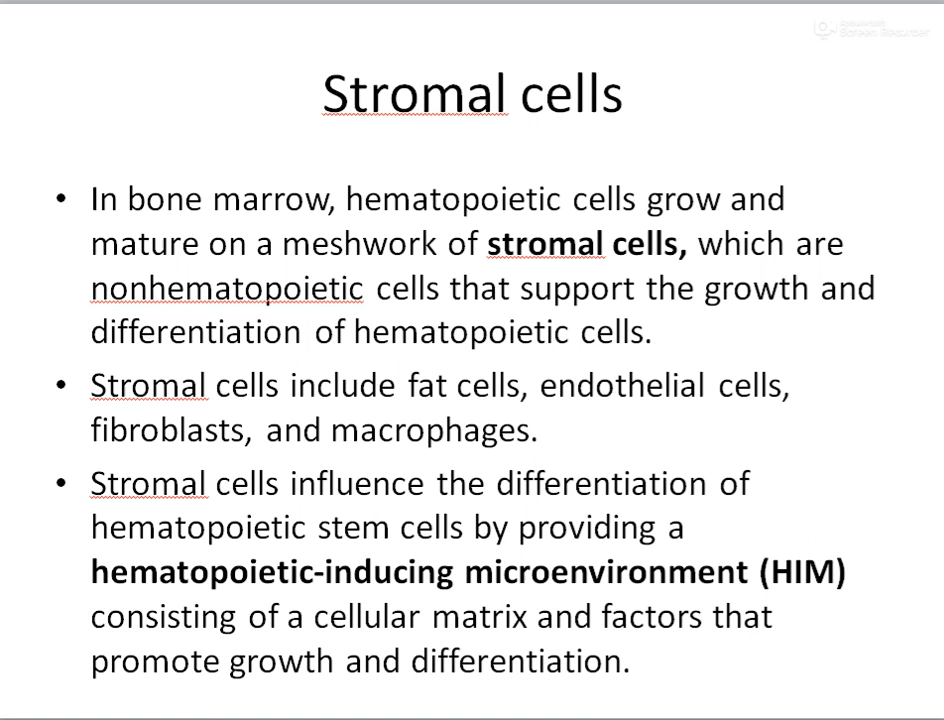 Screen Recorder
Stromal cells
• In bone marrow, hematopoietic cells grow and
mature on a meshwork of stromal cells, which are
nonhematopoietic cells that support the growth and
differentiation of hematopoietic cells.
• Stromal cells include fat cells, endothelial cells,
fibroblasts, and macrophages.
• Stromal cells influence the differentiation of
hematopoietic stem cells by providing a
hematopoietic-inducing microenvironment (HIM)
consisting of a cellular matrix and factors that
promote growth and differentiation.